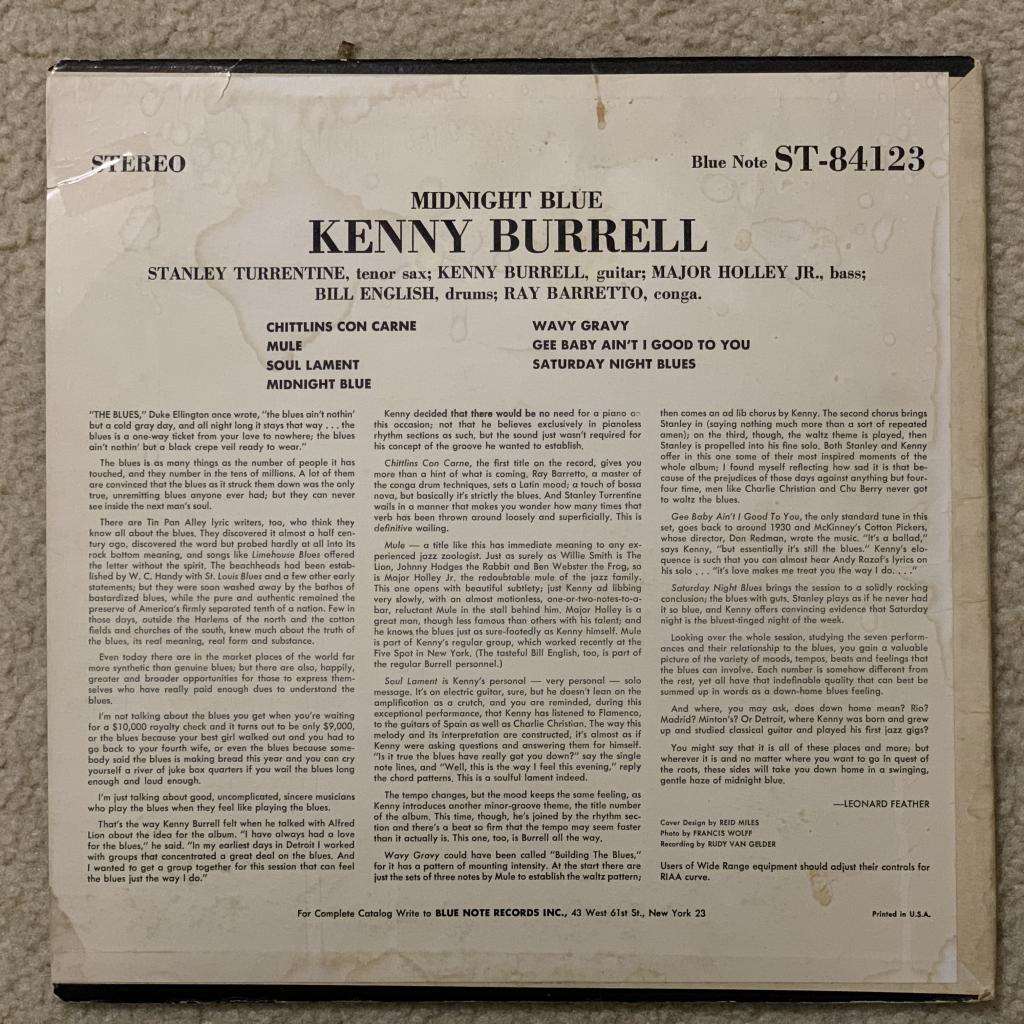 STEREO
Blue Note ST-84123
MIDNIGHT BLUE
KENNY BURRELL
STANLEY TURRENTINE, tenor sax; KENNY BURRELL, guitar; MAJOR HOLLEY JR., bass;
BILL ENGLISH, drums; RAY BARRETTO, conga.
CHITTLINS CON CARNE
MULE
SOUL LAMENT
MIDNIGHT BLUE
WAVY GRAVY
GEE BABY AIN'T I GOOD TO YOU
SATURDAY NIGHT BLUES
"THE BLUES," Duke Ellington once wrote, "the blues ain't nothin'
but a cold gray day, and all night long it stays that way . . . the
blues is a one-way ticket from your love to nowhere; the blues
ain't nothin' but a black crepe veil ready to wear."
The blues is as many things as the number of people it has
touched, and they number in the tens of millions. A lot of them
are convinced that the blues as it struck them down was the only
true, unremitting blues anyone ever had; but they can never
see inside the next man's soul.
There are Tin Pan Alley lyric writers, too, who think they
know all about the blues. They discovered it almost a half cen-
tury ago, discovered the word but probed hardly at all into its
rock bottom meaning, and songs like Limehouse Blues offered
the letter without the spirit. The beachheads had been estab-
lished by W. C. Handy with St. Louis Blues and a few other early
statements; but they were soon washed away by the bathos of
bastardized blues, while the pure and authentic remained the
preserve of America's firmly separated tenth of a nation. Few in
those days, outside the Harlems of the north and the cotton
fields and churches of the south, knew much about the truth of
the blues, its real meaning, real form and substance.
Even today there are in the market places of the world far
more synthetic than genuine blues; but there are also, happily,
greater and broader opportunities for those to express them-
selves who have really paid enough dues to understand the
blues.
I'm not talking about the blues you get when you're waiting
for a $10,000 royalty check and it turns out to be only $9,000,
or the blues because your best girl walked out and you had to
go back to your fourth wife, or even the blues because some-
body said the blues is making bread this year and you can cry
yourself a river of juke box quarters if you wail the blues long
enough and loud enough.
I'm just talking about good, uncomplicated, sincere musicians
who play the blues when they feel like playing the blues.
That's the way Kenny Burrell felt when he talked with Alfred
Lion about the idea for the album. "I have always had a love
for the blues," he said. "In my earliest days in Detroit I worked
with groups that concentrated a great deal on the blues. And
I wanted to get a group together for this session that can feel
the blues just the way I do."
Kenny decided that there would be no need for a piano on
this occasion; not that he believes exclusively in pianoless
rhythm sections as such, but the sound just wasn't required for
his concept of the groove he wanted to establish.
Chittlins Con Carne, the first title on the record, gives you
more than a hint of what is coming. Ray Barretto, a master of
the conga drum techniques, sets a Latin mood; a touch of bossa
nova, but basically it's strictly the blues. And Stanley Turrentine
wails in a manner that makes you wonder how many times that
verb has been thrown around loosely and superficially. This is
definitive wailing.
Mule — a title like this has immediate meaning to any ex-
perienced jazz zoologist. Just as surely as Willie Smith is The
Lion, Johnny Hodges the Rabbit and Ben Webster the Frog, so
is Major Holley Jr. the redoubtable mule of the jazz family.
This one opens with beautiful subtlety; just Kenny ad libbing
very slowly, with an almost motionless, one-or-two-notes-to-a-
bar, reluctant Mule in the stall behind him. Major Holley is a
great man, though less famous than others with his talent; and
he knows the blues just as sure-footedly as Kenny himself. Mule
is part of Kenny's regular group, which worked recently at the
Five Spot in New York. (The tasteful Bill English, too, is part of
the regular Burrell personnel.)
Soul Lament is Kenny's personal — very personal — solo
message. It's on electric guitar, sure, but he doesn't lean on the
amplification as a crutch, and you are reminded, during this
exceptional performance, that Kenny has listened to Flamenco,
to the guitars of Spain as well as Charlie Christian. The way this
melody and its interpretation are constructed, it's almost as if
Kenny were asking questions and answering them for himself.
"Is it true the blues have really got you down?" say the single
note lines, and "Well, this is the way I feel this evening," reply
the chord patterns. This is a soulful lament indeed.
The tempo changes, but the mood keeps the same feeling, as
Kenny introduces another minor-groove theme, the title number
of the album. This time, though, he's joined by the rhythm sec-
tion and there's a beat so firm that the tempo may seem faster
than it actually is. This one, too, is Burrell all the way,
Wavy Gravy could have been called "Building The Blues,"
for it has a pattern of mounting intensity. At the start there are
just the sets of three notes by Mule to establish the waltz pattern;
then comes an ad lib chorus by Kenny. The second chorus brings
Stanley in (saying nothing much more than a sort of repeated
amen); on the third, though, the waltz theme is played, then
Stanley is propelled into his fine solo. Both Stanley and Kenny
offer in this one some of their most inspired moments of the
whole album; I found myself reflecting how sad it is that be-
cause of the prejudices of those days against anything but four-
four time, men like Charlie Christian and Chu Berry never got
to waltz the blues.
Gee Baby Ain't I Good To You, the only standard tune in this
set, goes back to around 1930 and McKinney's Cotton Pickers,
whose director, Don Redman, wrote the music. "It's a ballad,"
says Kenny, "but essentially it's still the blues." Kenny's elo-
quence is such that you can almost hear Andy Razaf's lyrics on
his solo . . . "it's love makes me treat you the way I do. . . ."
Saturday Night Blues brings the session to a solidly rocking
conclusion; the blues with guts, Stanley plays as if he never had
it so blue, and Kenny offers convincing evidence that Saturday
night is the bluest-tinged night of the week.
Looking over the whole session, studying the seven perform-
ances and their relationship to the blues, you gain a valuable
picture of the variety of moods, tempos, beats and feelings that
the blues can involve. Each number is somehow different from
the rest, yet all have that indefinable quality that can best be
summed up in words as a down-home blues feeling.
And where, you may ask, does down home mean? Rio?
Madrid? Minton's? Or Detroit, where Kenny was born and grew
up and studied classical guitar and played his first jazz gigs?
You might say that it is all of these places and more; but
wherever it is and no matter where you want to go in quest of
the roots, these sides will take you down home in a swinging,
gentle haze of midnight blue.
—LEONARD FEATHER
Cover Design by REID MILES
Photo by FRANCIS WOLFF
Recording by RUDY VAN GELDER
Users of Wide Range equipment should adjust their controls for
RIAA curve.
For Complete Catalog Write to BLUE NOTE RECORDS INC., 43 West 61st St., New York 23
Printed in U.S.A.